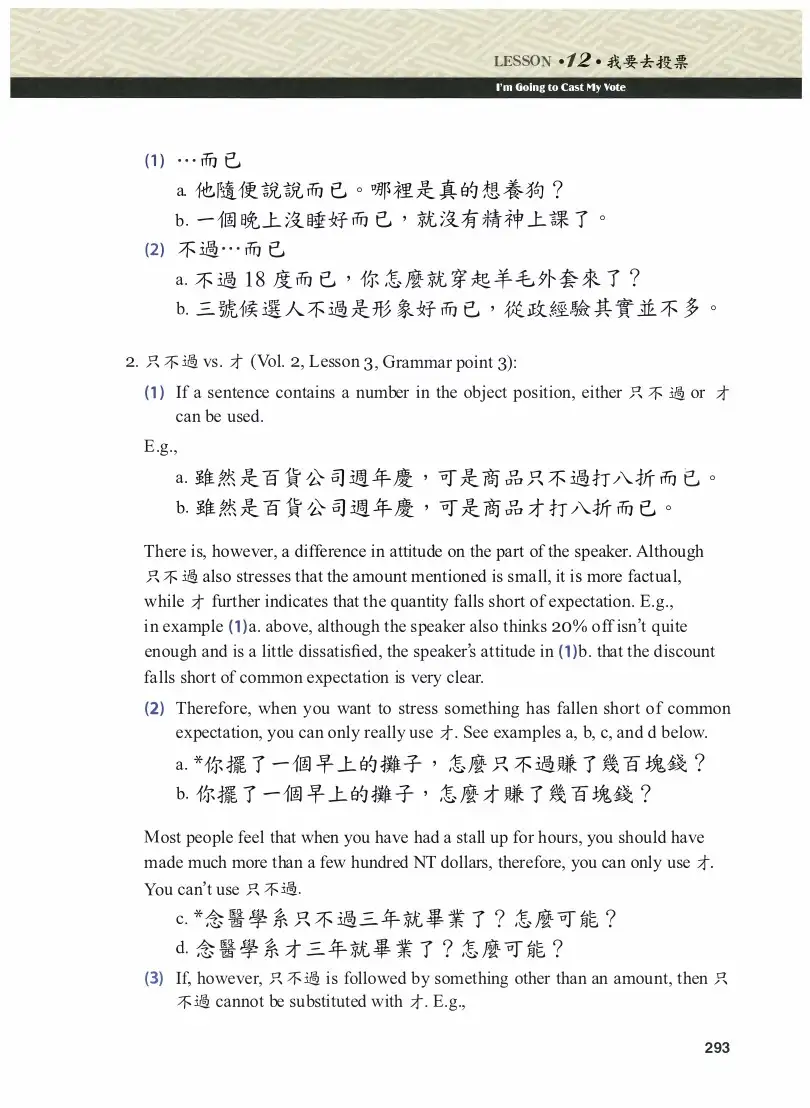 LESSON •12• 我要去投票
I'm Going to Cast My Vote
(1) …而已
a. 他隨便說說而已。哪裡是真的想養狗？
b. 一個晚上沒睡好而已，就沒有精神上課了。
(2) 不過…而已
a. 不過 18 度而已，你怎麼就穿起羊毛外套來了？
b. 三號候選人不過是形象好而已，從政經驗其實並不多。
2. 只不過 vs. 才 (Vol. 2, Lesson 3, Grammar point 3):
(1) If a sentence contains a number in the object position, either 只不過 or 才
can be used.
E.g.,
a. 雖然是百貨公司週年慶，可是商品只不過打八折而已。
b. 雖然是百貨公司週年慶，可是商品才打八折而已。
There is, however, a difference in attitude on the part of the speaker. Although
只不過 also stresses that the amount mentioned is small, it is more factual,
while 才 further indicates that the quantity falls short of expectation. E.g.,
in example (1)a. above, although the speaker also thinks 20% off isn't quite
enough and is a little dissatisfied, the speaker's attitude in (1)b. that the discount
falls short of common expectation is very clear.
(2) Therefore, when you want to stress something has fallen short of common
expectation, you can only really use 才. See examples a, b, c, and d below.
a. *你擺了一個早上的攤子，怎麼只不過賺了幾百塊錢？
b. 你擺了一個早上的攤子，怎麼才賺了幾百塊錢？
Most people feel that when you have had a stall up for hours, you should have
made much more than a few hundred NT dollars, therefore, you can only use 才.
You can't use 只不過.
c. *念醫學系只不過三年就畢業了？怎麼可能？
d. 念醫學系才三年就畢業了？怎麼可能？
(3) If, however, 只不過 is followed by something other than an amount, then 只
不過 cannot be substituted with 才. E.g.,
293